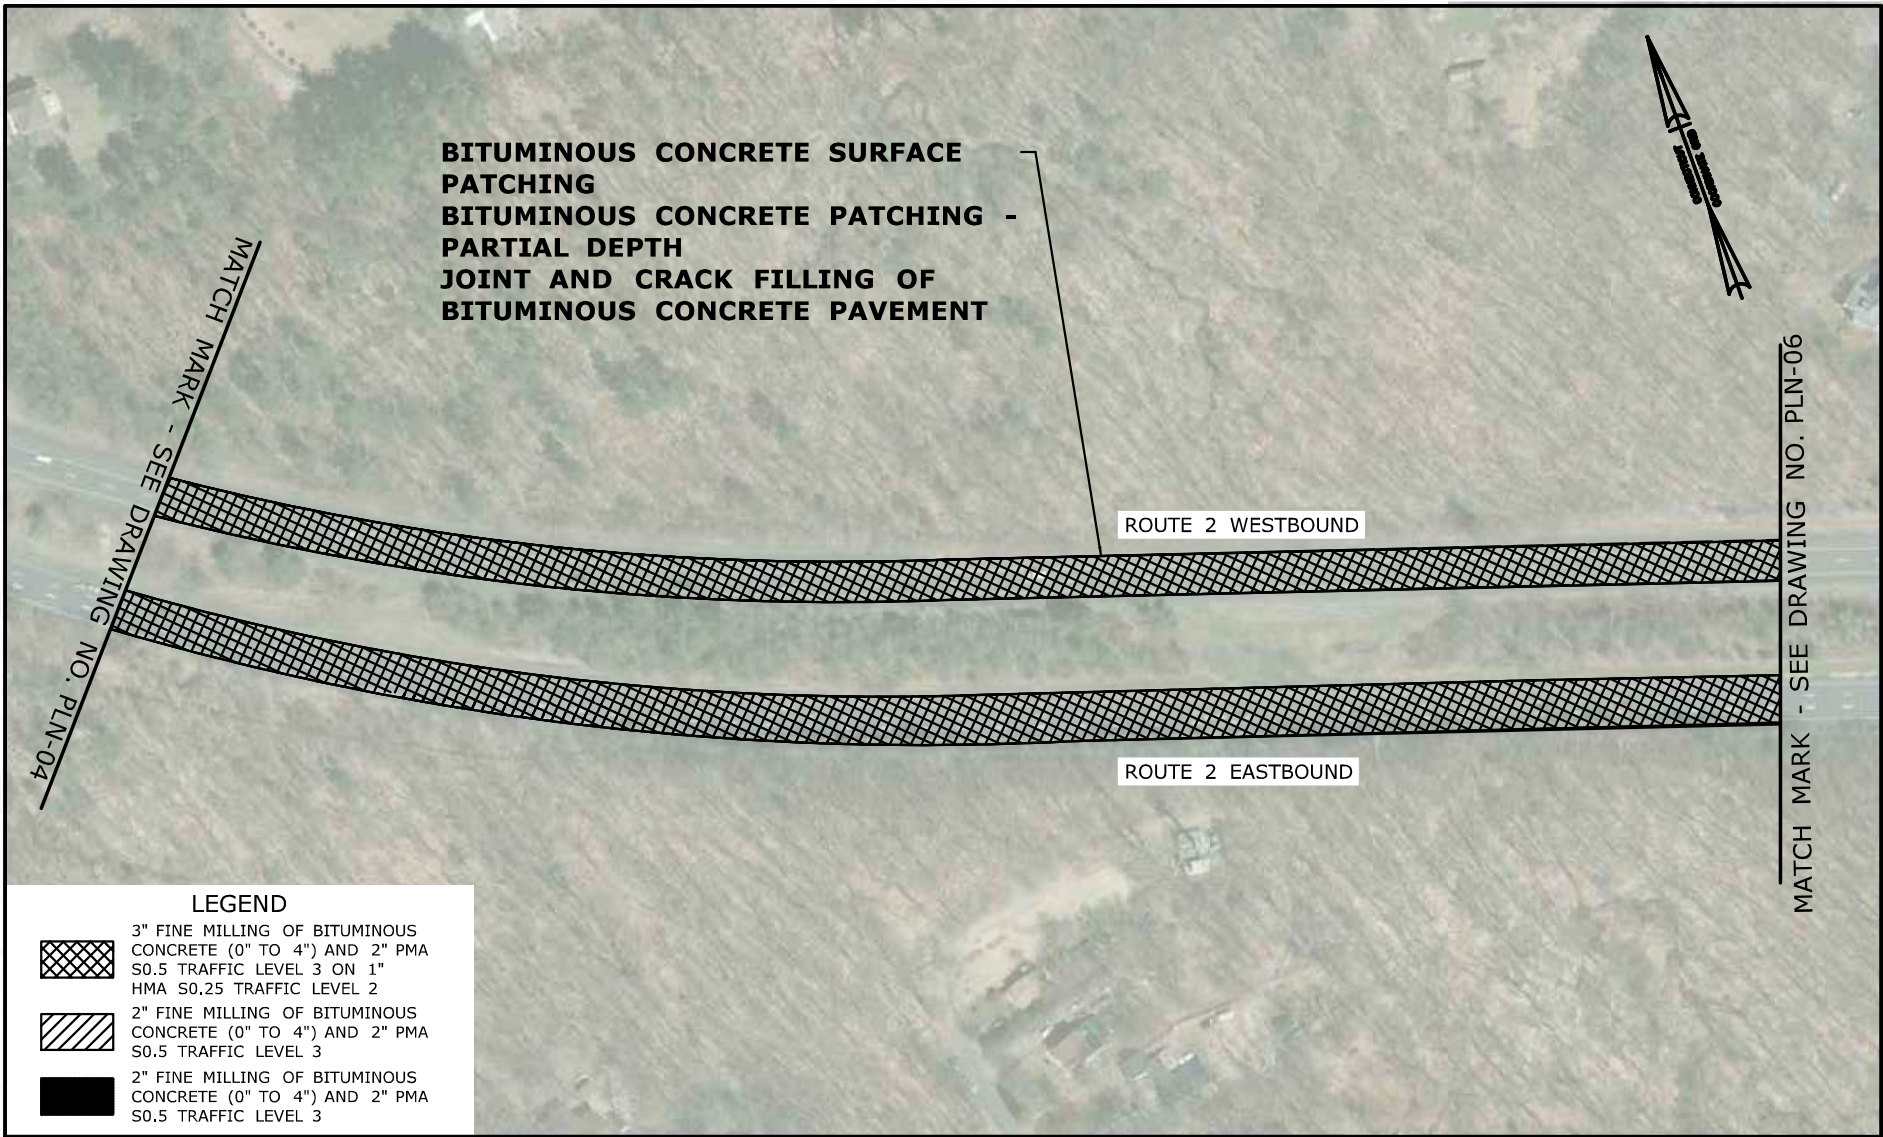 BITUMINOUS CONCRETE SURFACE
PATCHING
BITUMINOUS CONCRETE PATCHING -
PARTIAL DEPTH
JOINT AND CRACK FILLING OF
BITUMINOUS CONCRETE PAVEMENT
MATCH MARK - SEE DRAWING NO. PLN-04
ROUTE 2 WESTBOUND
ROUTE 2 EASTBOUND
MATCH MARK - SEE DRAWING NO. PLN-06
LEGEND
3" FINE MILLING OF BITUMINOUS
CONCRETE (0" TO 4") AND 2" PMA
S0.5 TRAFFIC LEVEL 3 ON 1"
HMA S0.25 TRAFFIC LEVEL 2
2" FINE MILLING OF BITUMINOUS
CONCRETE (0" TO 4") AND 2" PMA
S0.5 TRAFFIC LEVEL 3
2" FINE MILLING OF BITUMINOUS
CONCRETE (0" TO 4") AND 2" PMA
S0.5 TRAFFIC LEVEL 3